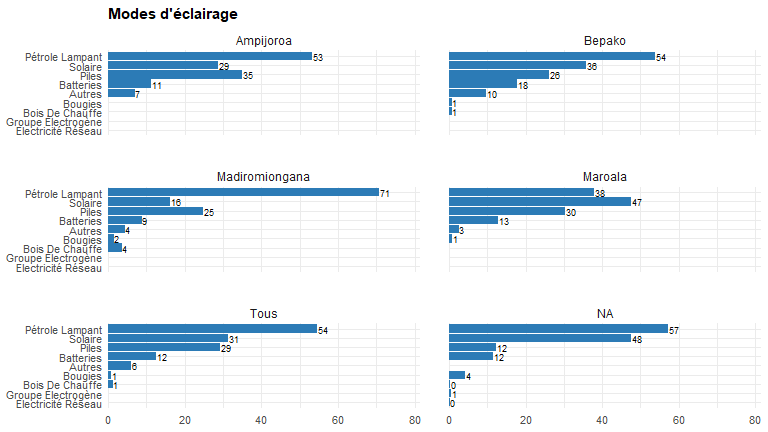 Modes d'éclairage
Ampijoroa
Bepako
Pétrole Lampant 53 54
Solaire 29 36
Piles 35 26
Batteries 11 18
Autres 7 10
Bougies 1
Bois De Chauffe 1
Groupe Electrogène
Electricité Réseau
Madiromiongana
Maroala
Pétrole Lampant 71 38
Solaire 16 47
Piles 25 30
Batteries 9 13
Autres 4 3
Bougies 2 1
Bois De Chauffe 4
Groupe Electrogène
Electricité Réseau
Tous
NA
Pétrole Lampant 54 57
Solaire 31 48
Piles 29 12
Batteries 12 12
Autres 6
Bougies 1 4
Bois De Chauffe 1 0
Groupe Electrogène 1
Electricité Réseau 0
0 20 40 60 80 0 20 40 60 80